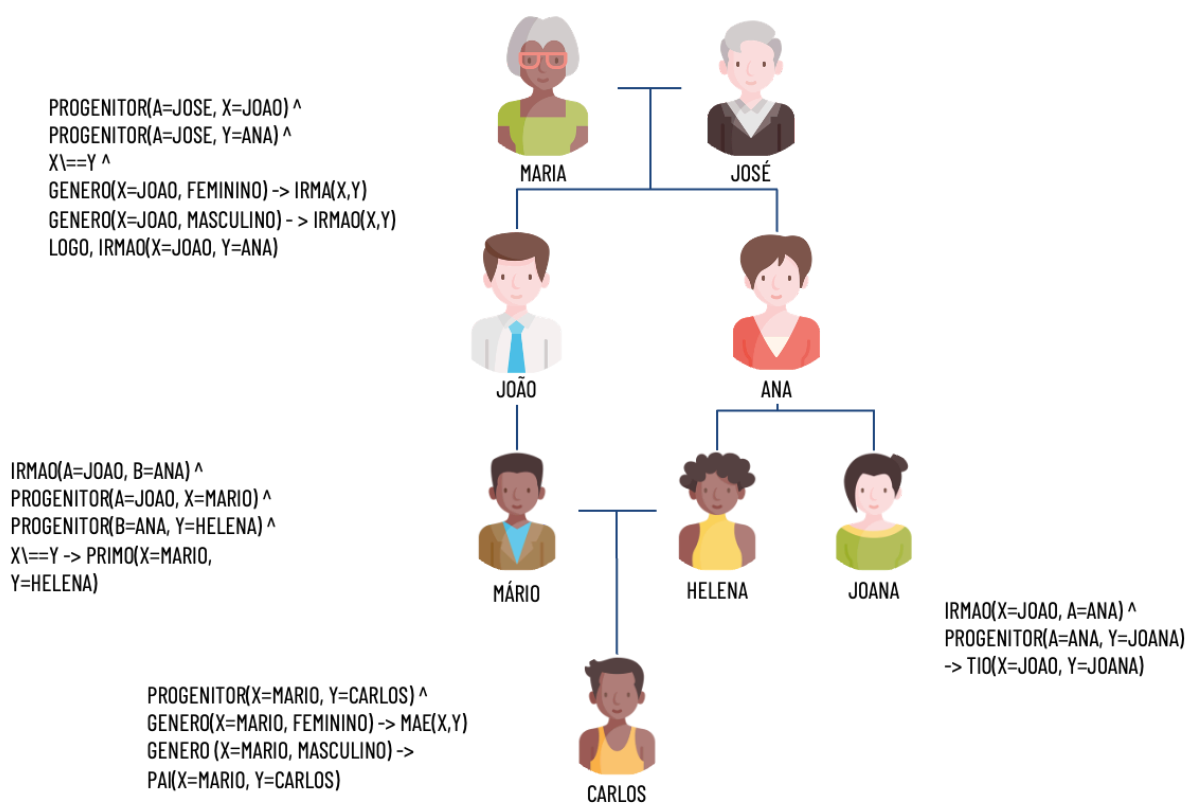 MARIA
JOSÉ
PROGENITOR(A=JOSE, X=JOAO) ^
PROGENITOR(A=JOSE, Y=ANA) ^
X\==Y ^
GENERO(X=JOAO, FEMININO) -> IRMA(X,Y)
GENERO(X=JOAO, MASCULINO) - > IRMAO(X,Y)
LOGO, IRMAO(X=JOAO, Y=ANA)
JOÃO
ANA
IRMAO(A=JOAO, B=ANA) ^
PROGENITOR(A=JOAO, X=MARIO) ^
PROGENITOR(B=ANA, Y=HELENA) ^
X\==Y -> PRIMO(X=MARIO,
Y=HELENA)
MÁRIO
HELENA
JOANA
IRMAO(X=JOAO, A=ANA) ^
PROGENITOR(A=ANA, Y=JOANA)
-> TIO(X=JOAO, Y=JOANA)
PROGENITOR(X=MARIO, Y=CARLOS) ^
GENERO(X=MARIO, FEMININO) -> MAE(X,Y)
GENERO (X=MARIO, MASCULINO) ->
PAI(X=MARIO, Y=CARLOS)
CARLOS